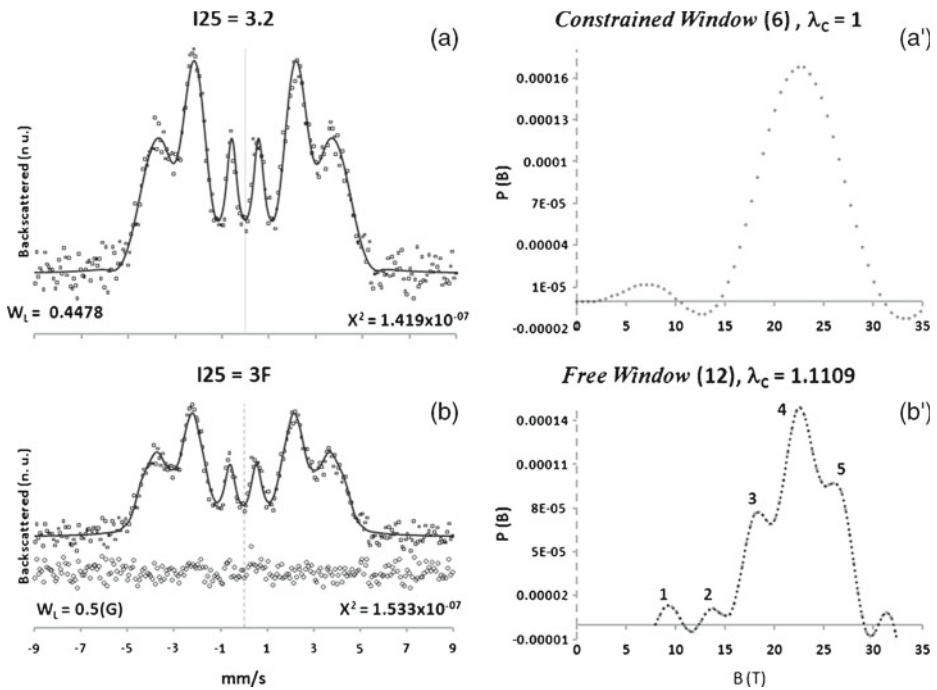 I25 = 3.2
(a)
Backscattered (n u.)
W_L = 0.4478
X² = 1.419x10⁻⁰⁷
Constrained Window (6) , λ_C = 1
(a')
P (B)
0.00016
0.00013
0.0001
7E-05
0.00004
1E-05
-0.00002
0 5 10 15 20 25 30 35
I25 = 3F
(b)
Backscattered (n. u.)
W_L = 0.5(G)
X² = 1.533x10⁻⁰⁷
-9 -7 -5 -3 -1 1 3 5 7 9
mm/s
Free Window (12), λ_C = 1.1109
(b')
P (B)
0.00014
0.00011
8E-05
5E-05
0.00002
-0.00001
1
2
3
4
5
0 5 10 15 20 25 30 35
B (T)